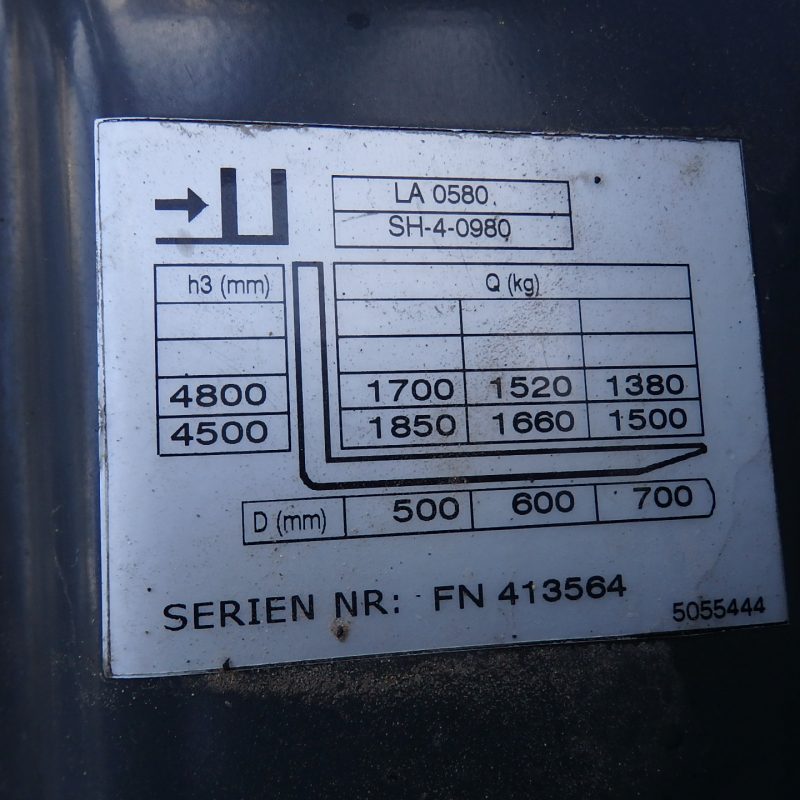 LA 0580
SH-4-0980
h3 (mm) Q (kg)
4800 1700 1520 1380
4500 1850 1660 1500
D (mm) 500 600 700
SERIEN NR: FN 413564
5055444